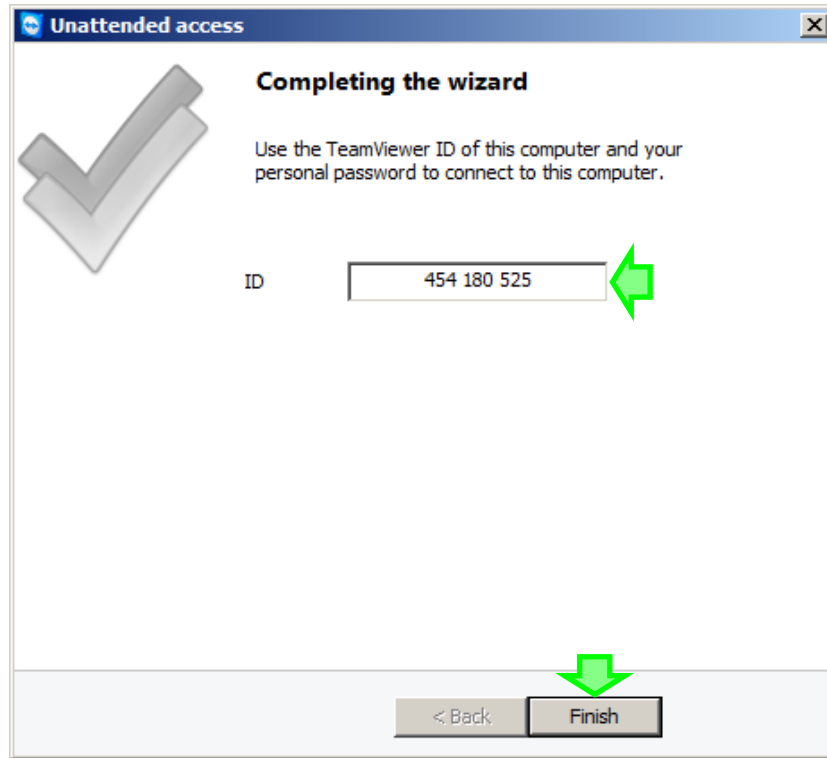 Unattended access
Completing the wizard
Use the TeamViewer ID of this computer and your
personal password to connect to this computer.
ID 454 180 525
< Back Finish